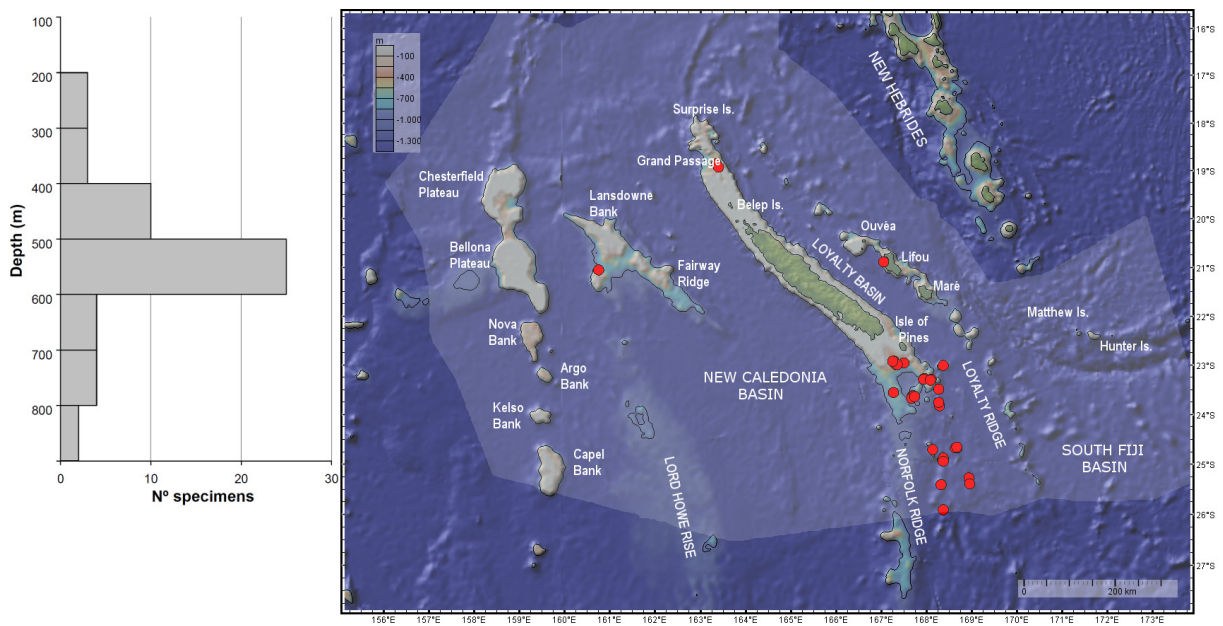 100
200
300
400
500
600
700
800
Depth (m)
0
10
20
30
Nº specimens
m
-100
-400
-700
-1.000
-1.300
Surprise Is.
Grand Passage
Chesterfield
Plateau
Lansdowne
Bank
Belep Is.
Bellona
Plateau
Fairway
Ridge
NEW HEBRIDES
Ouvéa
Lifou
LOYALTY BASIN
Maré
Matthew Is.
Hunter Is.
Isle of
Pines
Nova
Bank
Argo
Bank
NEW CALEDONIA
BASIN
LOYALTY RIDGE
Kelso
Bank
Capel
Bank
LORD HOWE RISE
NORFOLK RIDGE
SOUTH FIJI
BASIN
0
200 km
16°S
17°S
18°S
19°S
20°S
21°S
22°S
23°S
24°S
25°S
26°S
27°S
156°E
157°E
158°E
159°E
160°E
161°E
162°E
163°E
164°E
165°E
166°E
167°E
168°E
169°E
170°E
171°E
172°E
173°E